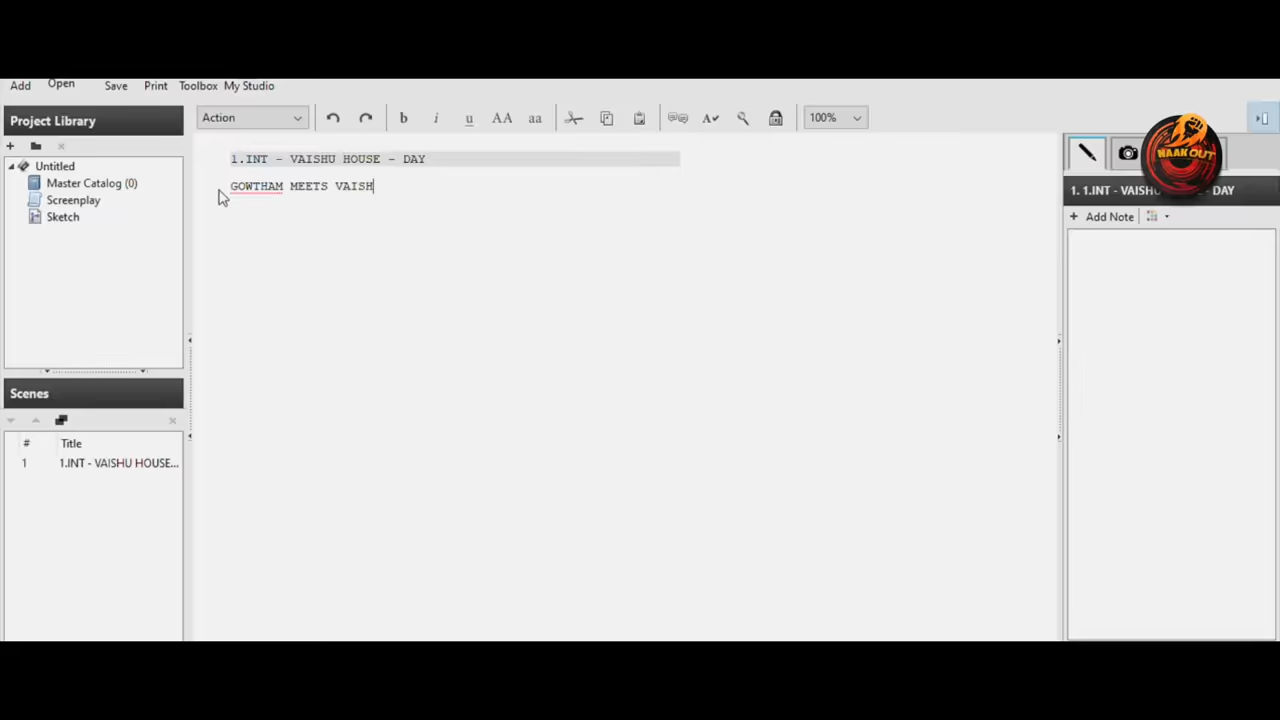 Add Open Save Print Toolbox My Studio
Project Library
Action
100%
Untitled
Master Catalog (0)
Screenplay
Sketch
1.INT - VAISHU HOUSE - DAY
GOWTHAM MEETS VAISH
NAAK OUT
1. 1.INT - VAISHU DAY
+ Add Note
Scenes
# Title
1 1.INT - VAISHU HOUSE...